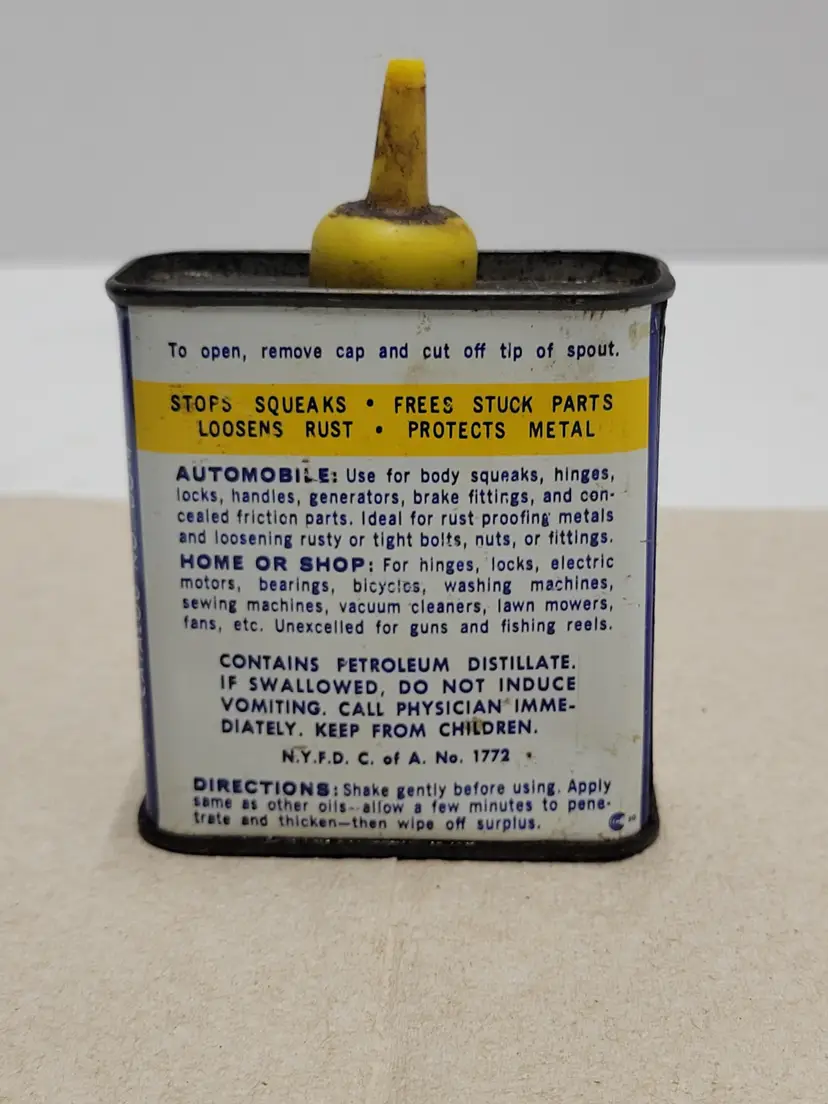 To open, remove cap and cut off tip of spout.
STOPS SQUEAKS • FREES STUCK PARTS
LOOSENS RUST • PROTECTS METAL
AUTOMOBILE: Use for body squeaks, hinges,
locks, handles, generators, brake fittings, and con-
cealed friction parts. Ideal for rust proofing metals
and loosening rusty or tight bolts, nuts, or fittings.
HOME OR SHOP: For hinges, locks, electric
motors, bearings, bicycles, washing machines,
sewing machines, vacuum cleaners, lawn mowers,
fans, etc. Unexcelled for guns and fishing reels.
CONTAINS PETROLEUM DISTILLATE.
IF SWALLOWED, DO NOT INDUCE
VOMITING. CALL PHYSICIAN IMME-
DIATELY. KEEP FROM CHILDREN.
N.Y.F.D. C. of A. No. 1772
DIRECTIONS: Shake gently before using. Apply
same as other oils--allow a few minutes to pene-
trate and thicken—then wipe off surplus.